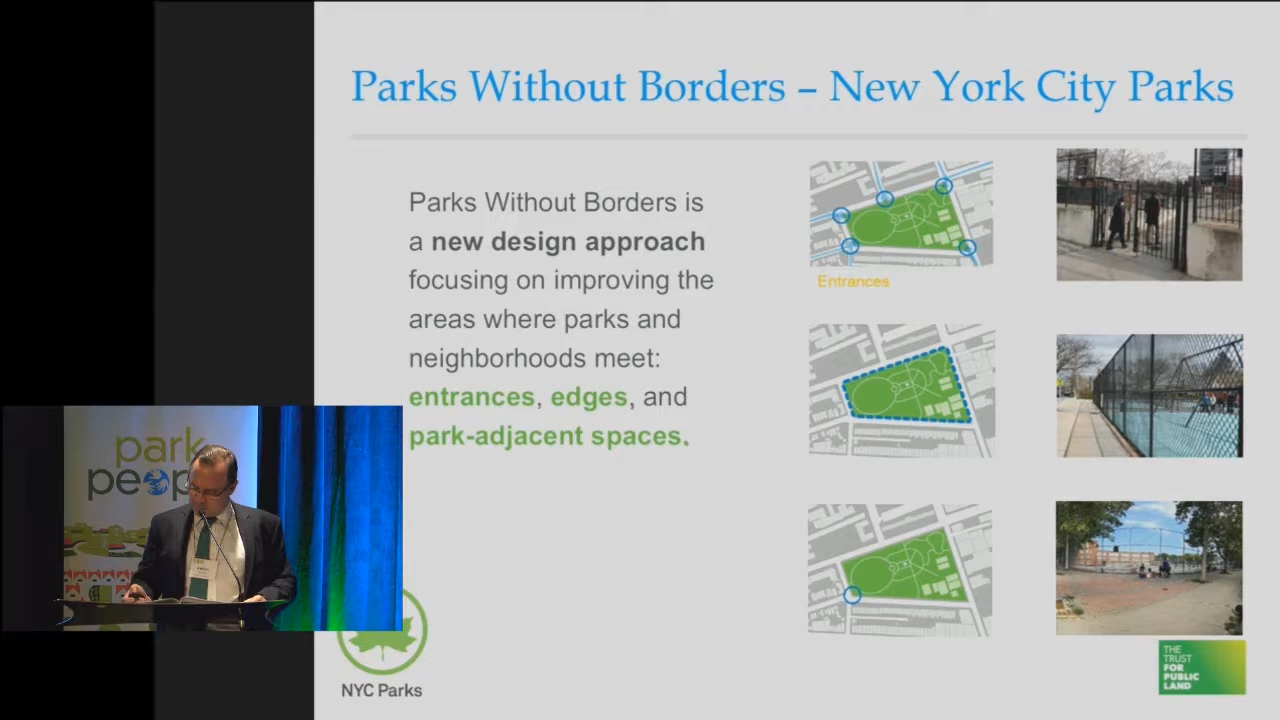 Parks Without Borders – New York City Parks
Parks Without Borders is
a new design approach
focusing on improving the
areas where parks and
neighborhoods meet:
entrances, edges, and
park-adjacent spaces.
Entrances
park
NYC Parks
THE
TRUST
FOR
PUBLIC
LAND